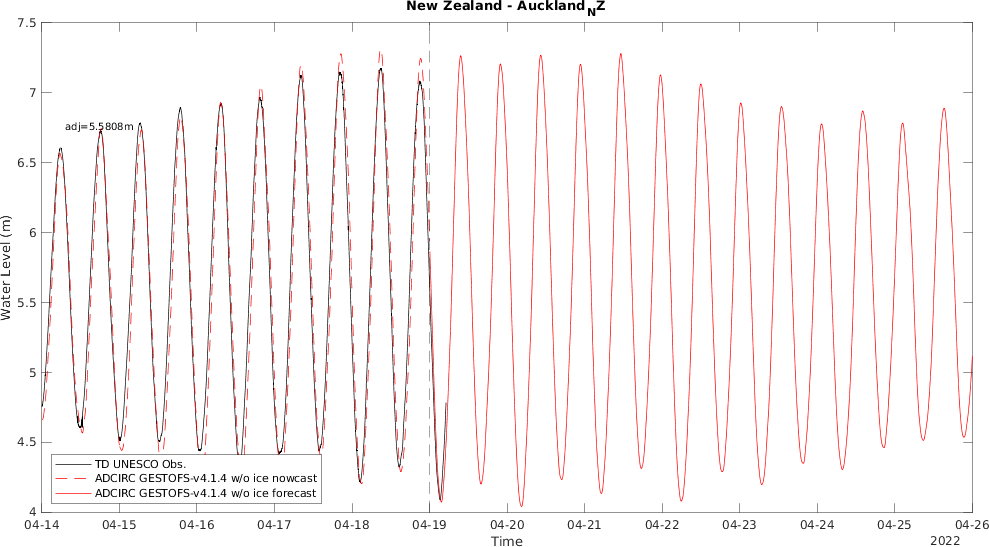 New Zealand - Auckland_NZ
7.5
7
6.5
6
5.5
5
4.5
4
Water Level (m)
adj=5.5808m
TD UNESCO Obs.
ADCIRC GESTOFS-v4.1.4 w/o ice nowcast
ADCIRC GESTOFS-v4.1.4 w/o ice forecast
04-14 04-15 04-16 04-17 04-18 04-19 04-20 04-21 04-22 04-23 04-24 04-25 04-26
Time
2022